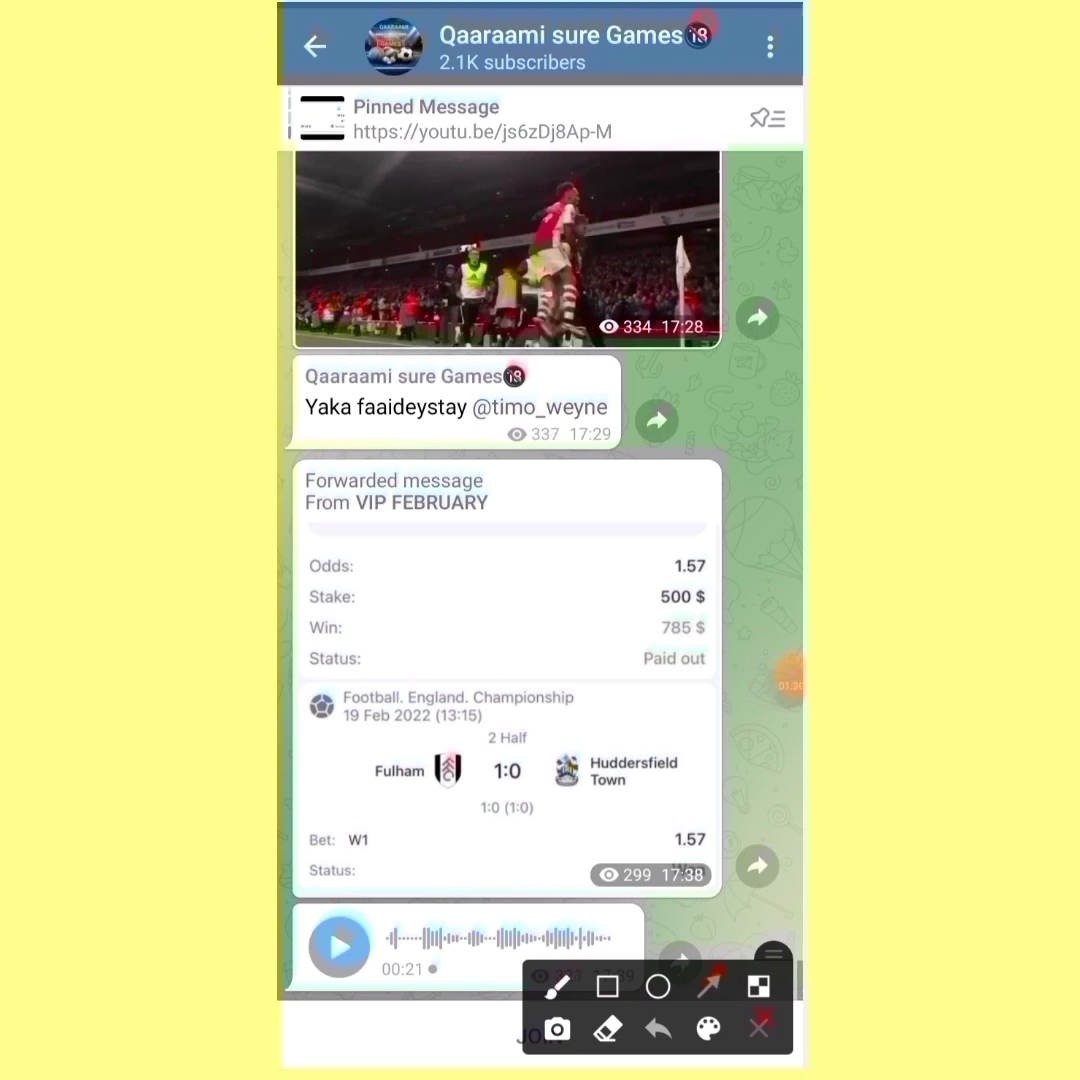 Qaaraami sure Games🔞
2.1K subscribers
Pinned Message
https://youtu.be/js6zDj8Ap-M
334 17:28
Qaaraami sure Games🔞
Yaka faaideystay @timo_weyne
337 17:29
Forwarded message
From VIP FEBRUARY
Odds: 1.57
Stake: 500 $
Win: 785 $
Status: Paid out
Football. England. Championship
19 Feb 2022 (13:15)
2 Half
Fulham 1:0 Huddersfield Town
1:0 (1:0)
Bet: W1 1.57
Status:
299 17:38
00:21
01:30